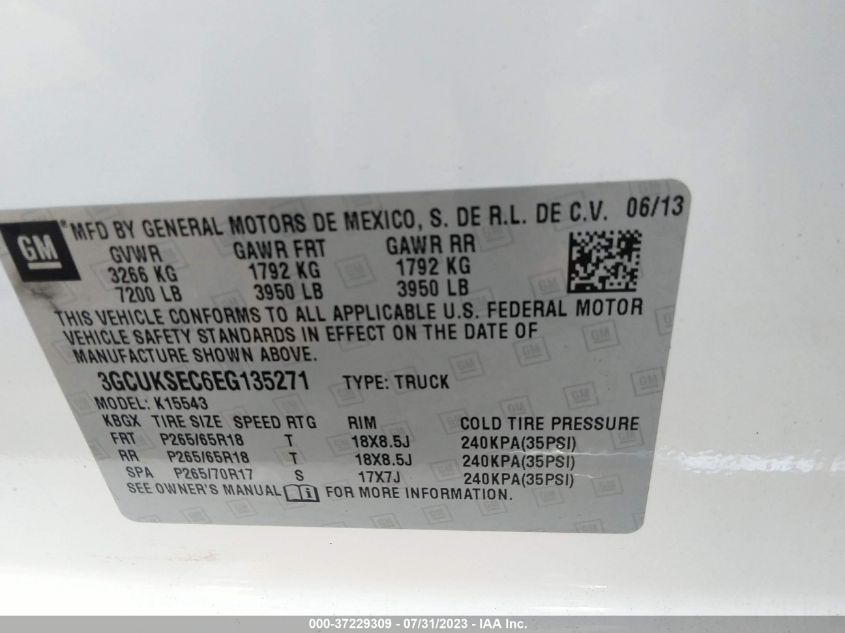 GM
® MFD BY GENERAL MOTORS DE MEXICO, S. DE R.L. DE C.V. 06/13
GVWR GAWR FRT GAWR RR
3266 KG 1792 KG 1792 KG
7200 LB 3950 LB 3950 LB
THIS VEHICLE CONFORMS TO ALL APPLICABLE U.S. FEDERAL MOTOR
VEHICLE SAFETY STANDARDS IN EFFECT ON THE DATE OF
MANUFACTURE SHOWN ABOVE.
3GCUKSEC6EG135271 TYPE: TRUCK
MODEL: K15543
KBGX TIRE SIZE SPEED RTG RIM COLD TIRE PRESSURE
FRT P265/65R18 T 18X8.5J 240KPA(35PSI)
RR P265/65R18 T 18X8.5J 240KPA(35PSI)
SPA P265/70R17 S 17X7J 240KPA(35PSI)
SEE OWNER'S MANUAL FOR MORE INFORMATION.
000-37229309 - 07/31/2023 - IAA Inc.